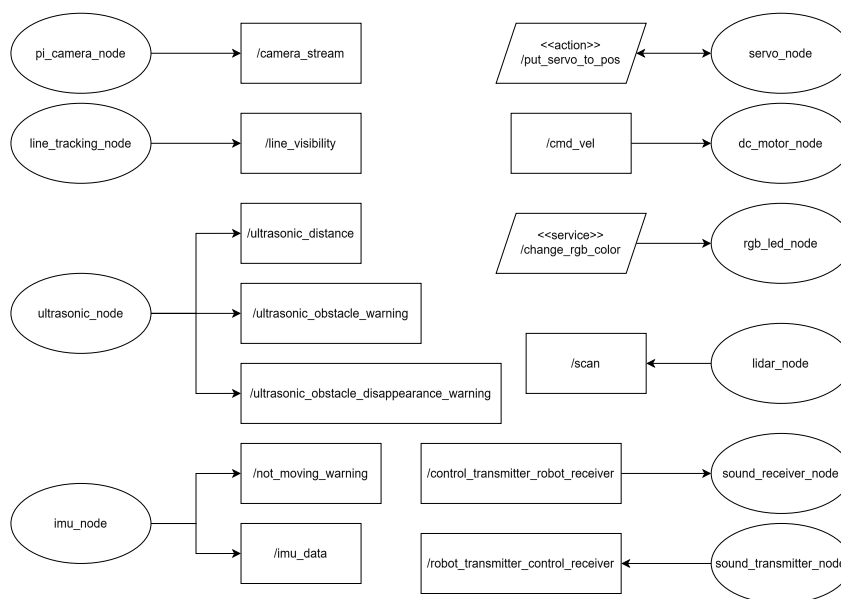 pi_camera_node
/camera_stream
<<action>>
/put_servo_to_pos
servo_node
line_tracking_node
/line_visibility
/cmd_vel
dc_motor_node
/ultrasonic_distance
<<service>>
/change_rgb_color
rgb_led_node
ultrasonic_node
/ultrasonic_obstacle_warning
/scan
lidar_node
/ultrasonic_obstacle_disappearance_warning
/not_moving_warning
/control_transmitter_robot_receiver
sound_receiver_node
imu_node
/imu_data
/robot_transmitter_control_receiver
sound_transmitter_node